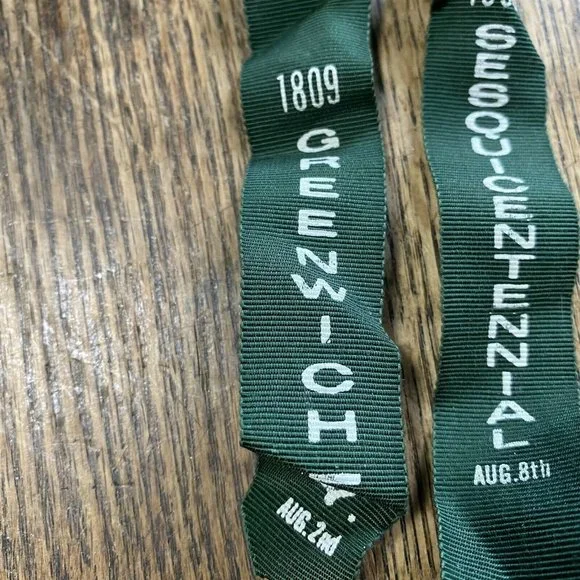 1809
GREENWICH
AUG. 2nd
SESQUICENTENNIAL
AUG. 8th